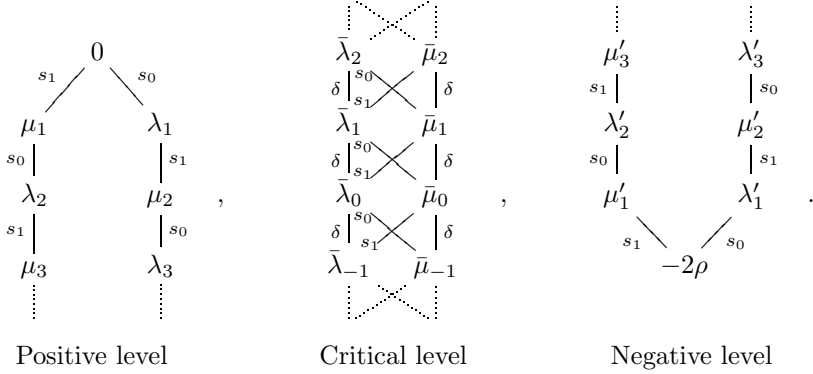 0 λ̄₂ μ̄₂ μ′₃ λ′₃
s₁ s₀ δ s₀ s₁ δ s₁ s₀
μ₁ λ₁ λ̄₁ μ̄₁ λ′₂ μ′₂
s₀ s₁ δ s₀ s₁ δ s₀ s₁
λ₂ μ₂ , λ̄₀ μ̄₀ , μ′₁ λ′₁ .
s₁ s₀ δ s₀ s₁ δ s₁ s₀
μ₃ λ₃ λ̄₋₁ μ̄₋₁ −2ρ
Positive level Critical level Negative level